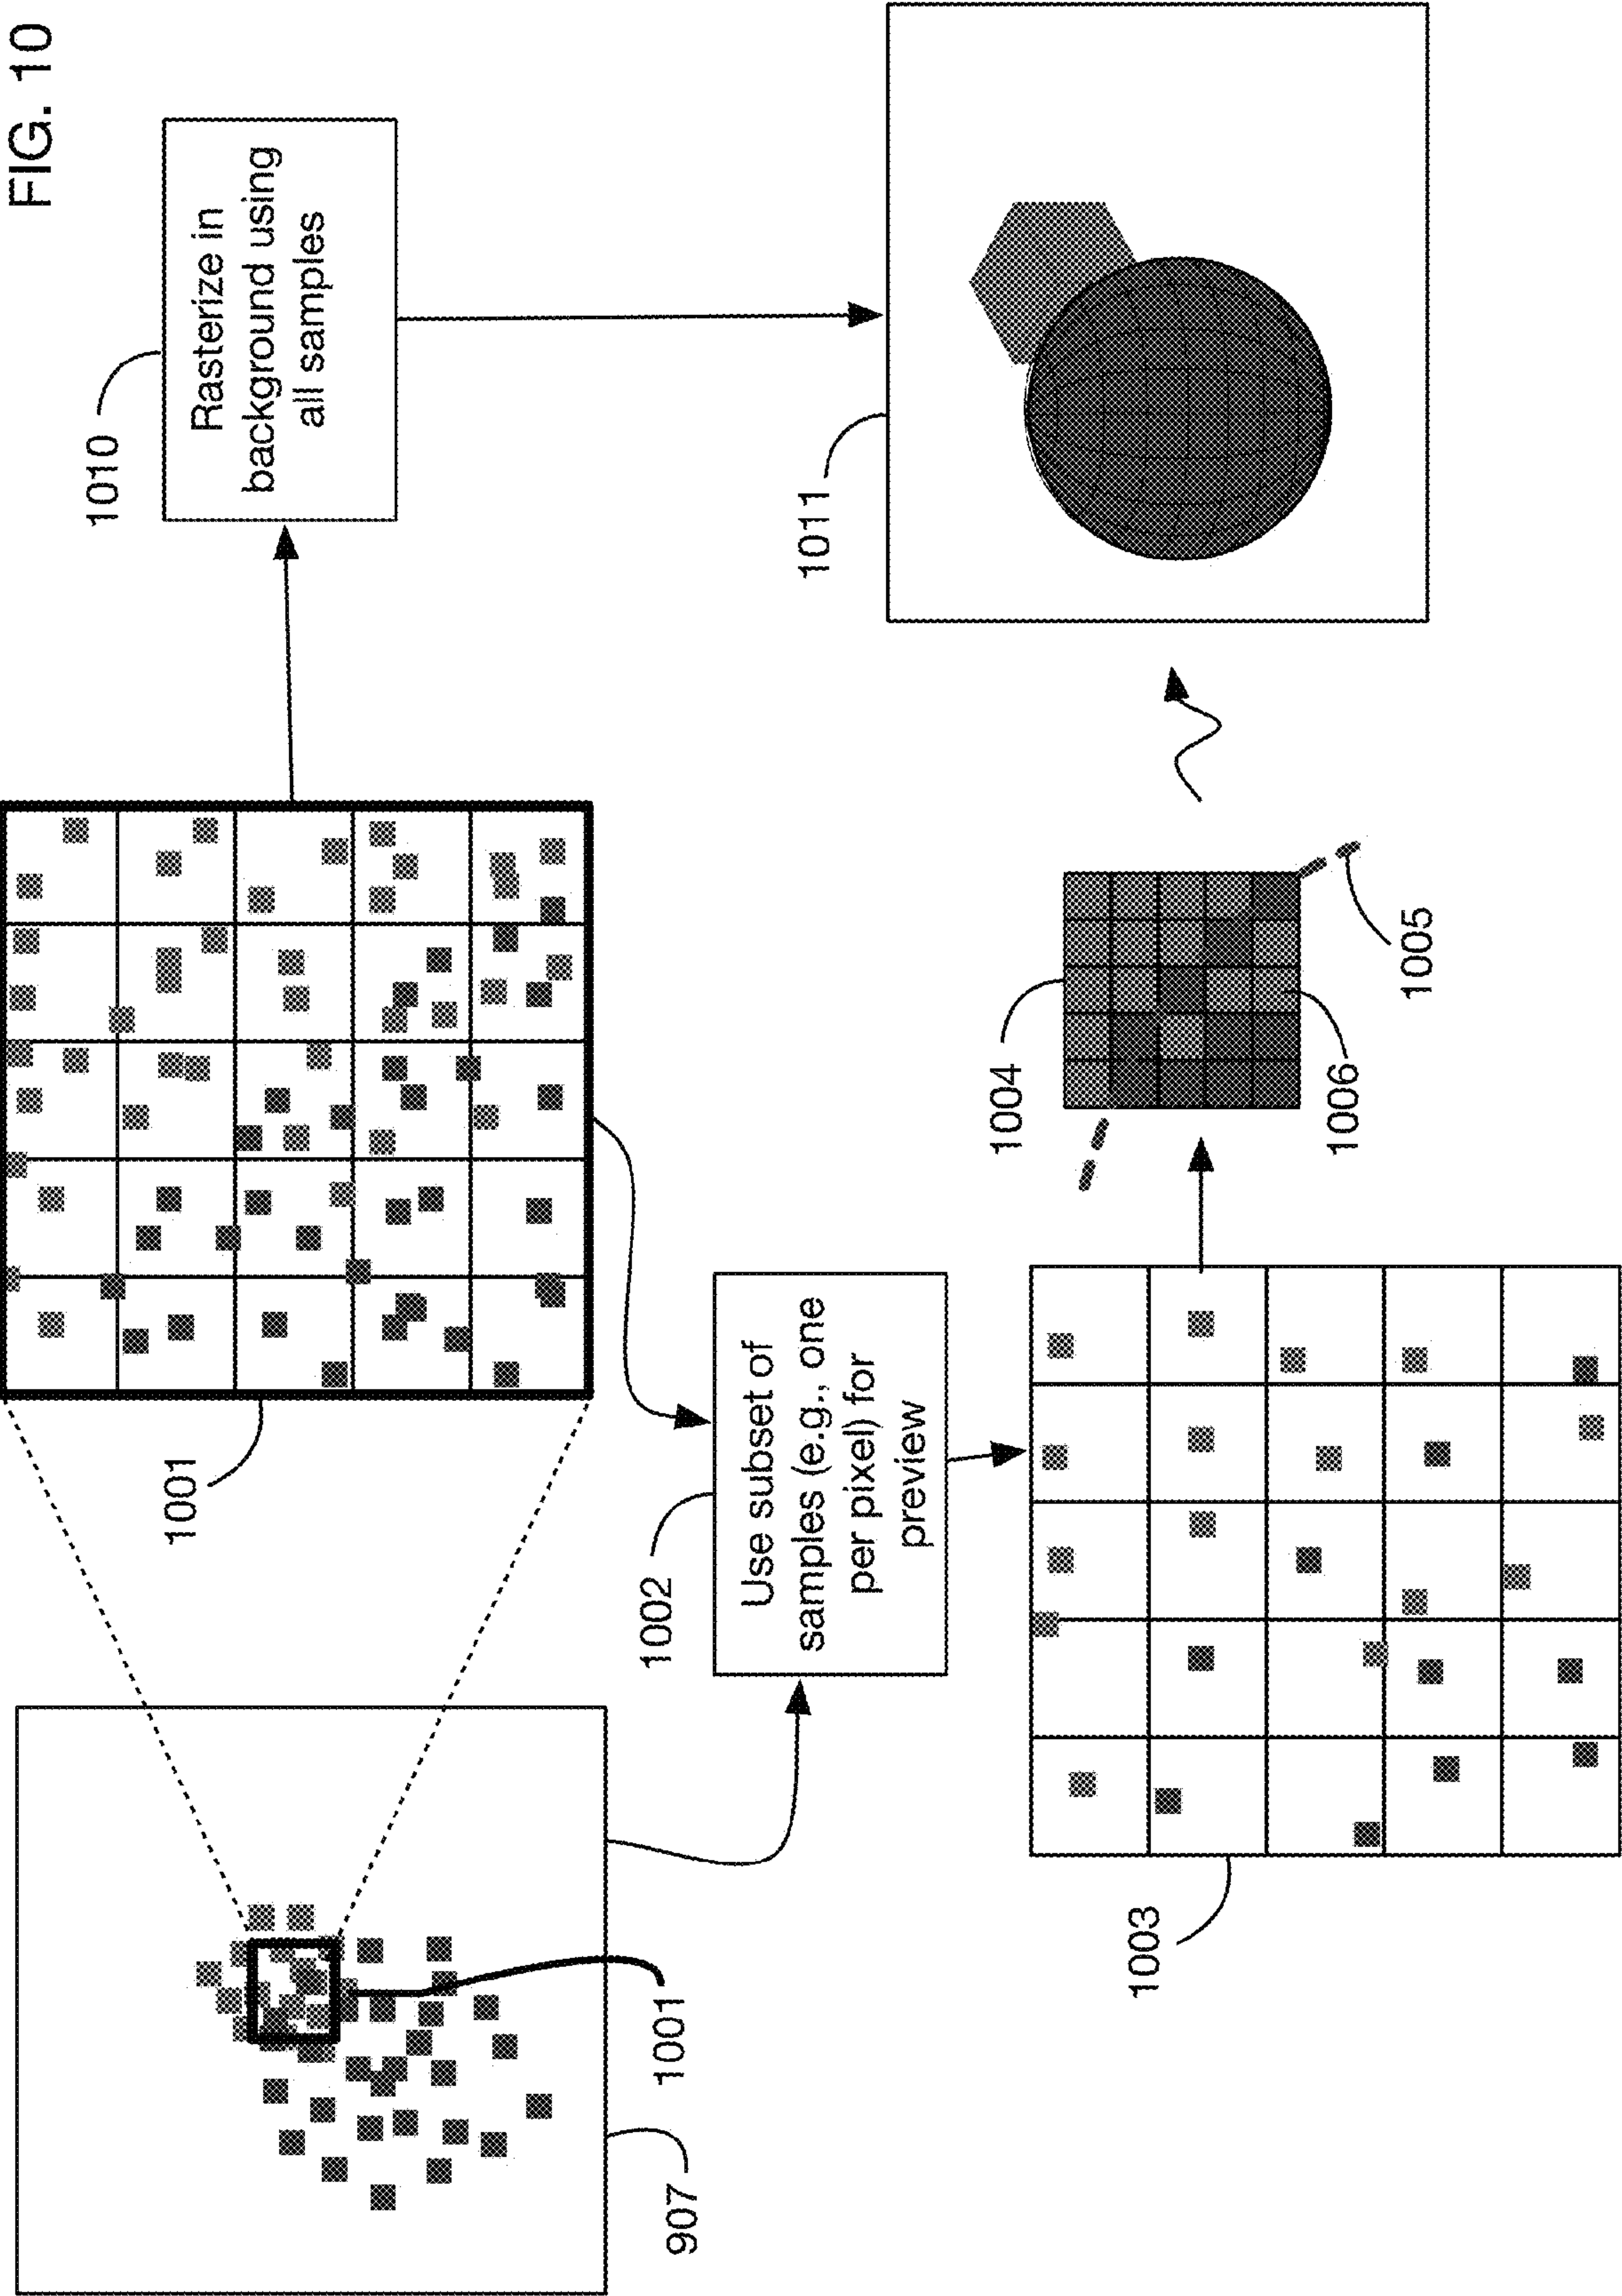 FIG. 10
907
1001
1001
1010
Rasterize in
background using
all samples
1002
Use subset of
samples (e.g., one
per pixel) for
preview
1003
1004
1006
1005
1011